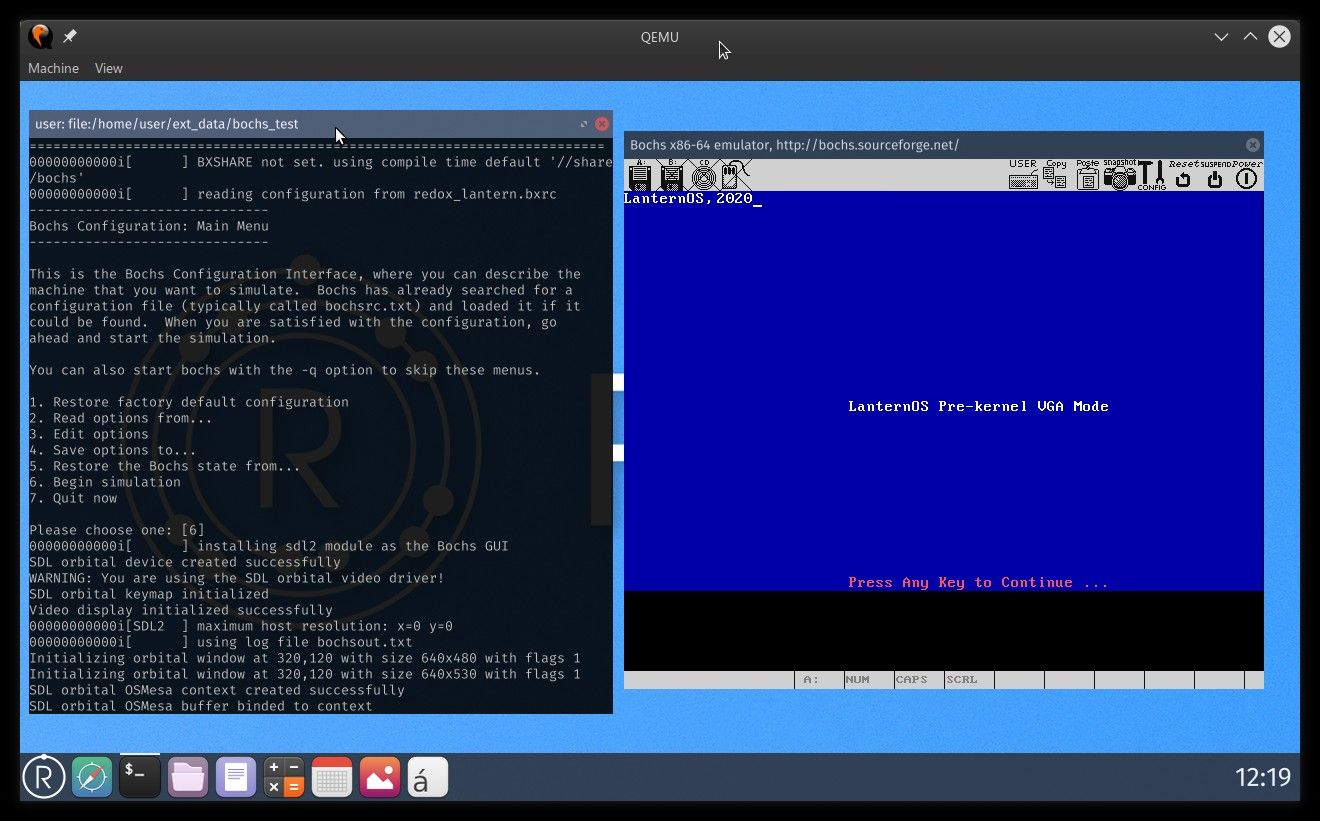 QEMU
Machine View
user: file:/home/user/ext_data/bochs_test
========================================================================
00000000000i[      ] BXSHARE not set. using compile time default '//share
/bochs'
00000000000i[      ] reading configuration from redox_lantern.bxrc
------------------------------
Bochs Configuration: Main Menu
------------------------------
This is the Bochs Configuration Interface, where you can describe the
machine that you want to simulate.  Bochs has already searched for a
configuration file (typically called bochsrc.txt) and loaded it if it
could be found.  When you are satisfied with the configuration, go
ahead and start the simulation.
You can also start bochs with the -q option to skip these menus.
1. Restore factory default configuration
2. Read options from...
3. Edit options
4. Save options to...
5. Restore the Bochs state from...
6. Begin simulation
7. Quit now
Please choose one: [6]
00000000000i[      ] installing sdl2 module as the Bochs GUI
SDL orbital device created successfully
WARNING: You are using the SDL orbital video driver!
SDL orbital keymap initialized
Video display initialized successfully
00000000000i[SDL2  ] maximum host resolution: x=0 y=0
00000000000i[      ] using log file bochsout.txt
Initializing orbital window at 320,120 with size 640x480 with flags 1
Initializing orbital window at 320,120 with size 640x530 with flags 1
SDL orbital OSMesa context created successfully
SDL orbital OSMesa buffer bound to context
Bochs x86-64 emulator, http://bochs.sourceforge.net/
A: B: CD USER Copy Paste snapshot CONFIG Reset SUSPEND Power
LanternOS,2020_
LanternOS Pre-kernel VGA Mode
Press Any Key to Continue ...
A: NUM CAPS SCRL
R $_ + − × = á 12:19